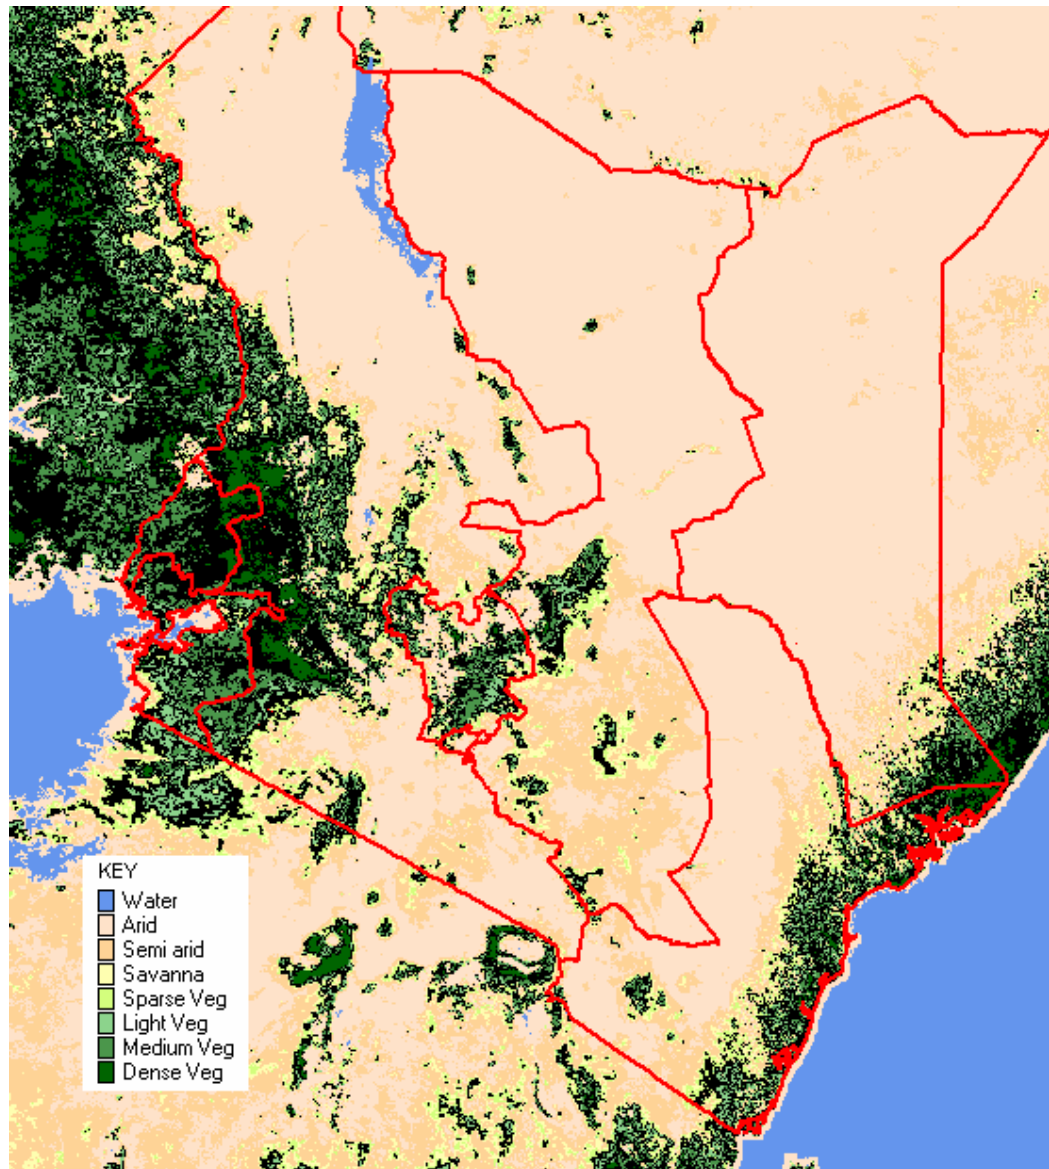 KEY
Water
Arid
Semi arid
Savanna
Sparse Veg
Light Veg
Medium Veg
Dense Veg